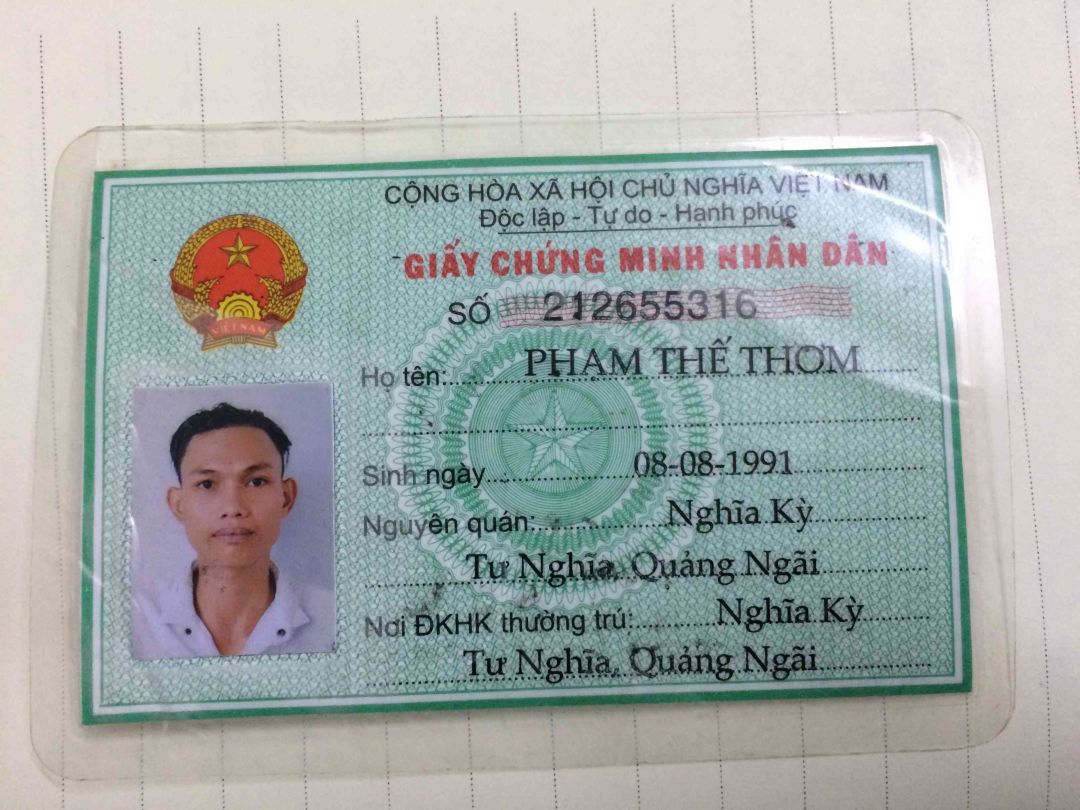 CỘNG HÒA XÃ HỘI CHỦ NGHĨA VIỆT NAM
Độc lập - Tự do - Hạnh phúc
GIẤY CHỨNG MINH NHÂN DÂN
SỐ 212655316
Họ tên: PHẠM THẾ THƠM
Sinh ngày 08-08-1991
Nguyên quán: Nghĩa Kỳ
Tư Nghĩa, Quảng Ngãi
Nơi ĐKHK thường trú: Nghĩa Kỳ
Tư Nghĩa, Quảng Ngãi
VIỆT NAM